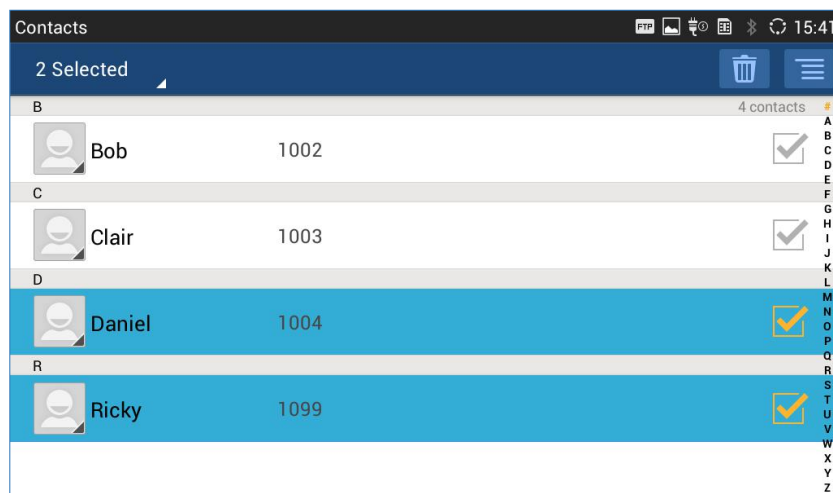 Contacts FTP 15:41
2 Selected
B 4 contacts
Bob 1002
C
Clair 1003
D
Daniel 1004
R
Ricky 1099
#
A
B
C
D
E
F
G
H
I
J
K
L
M
N
O
P
Q
R
S
T
U
V
W
X
Y
Z